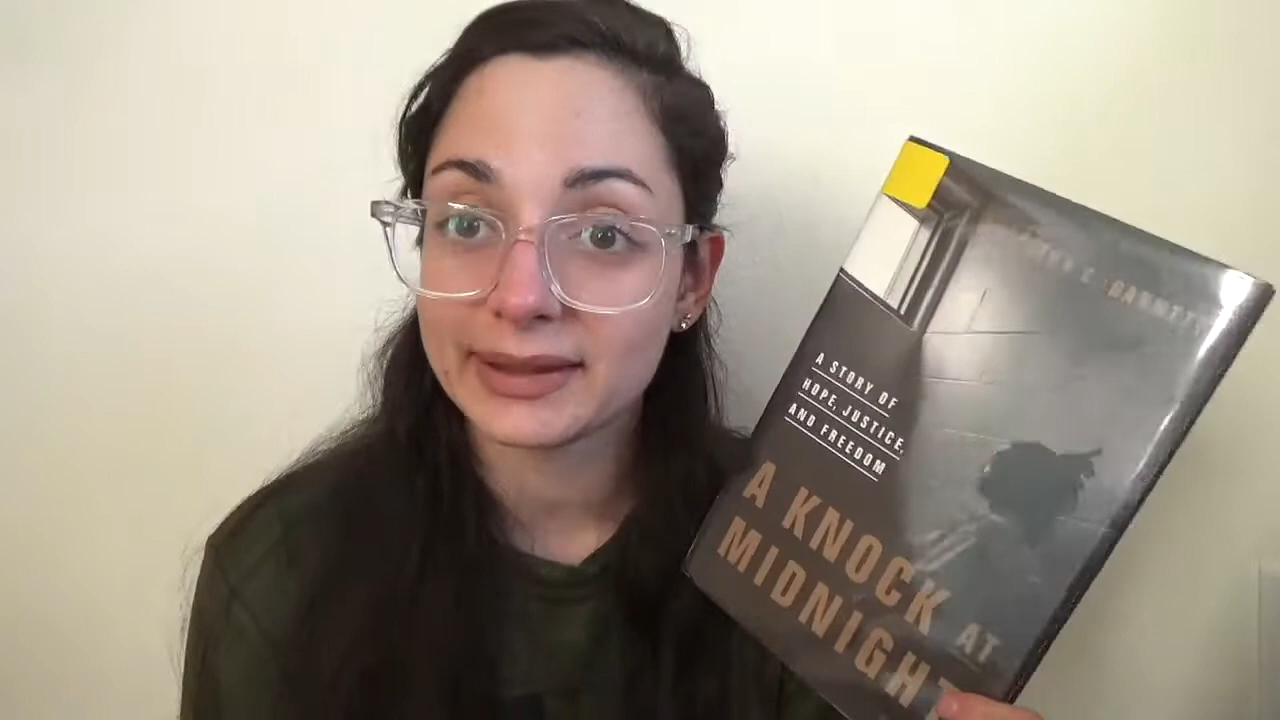 A STORY OF
HOPE, JUSTICE,
AND FREEDOM
A KNOCK AT
MIDNIGHT